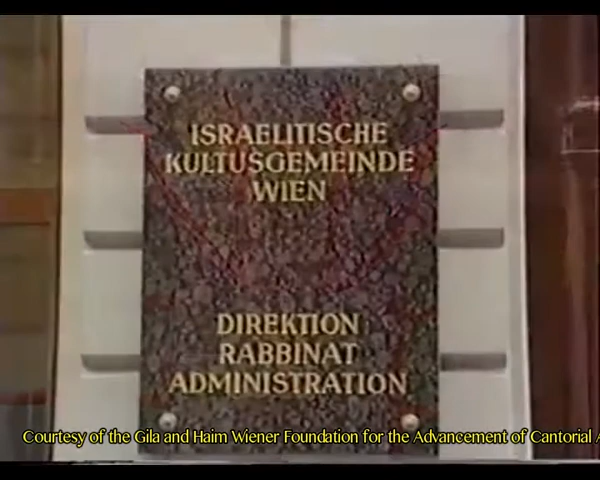 ISRAELITISCHE
KULTUSGEMEINDE
WIEN
DIREKTION
RABBINAT
ADMINISTRATION
Courtesy of the Gila and Haim Wiener Foundation for the Advancement of Cantorial